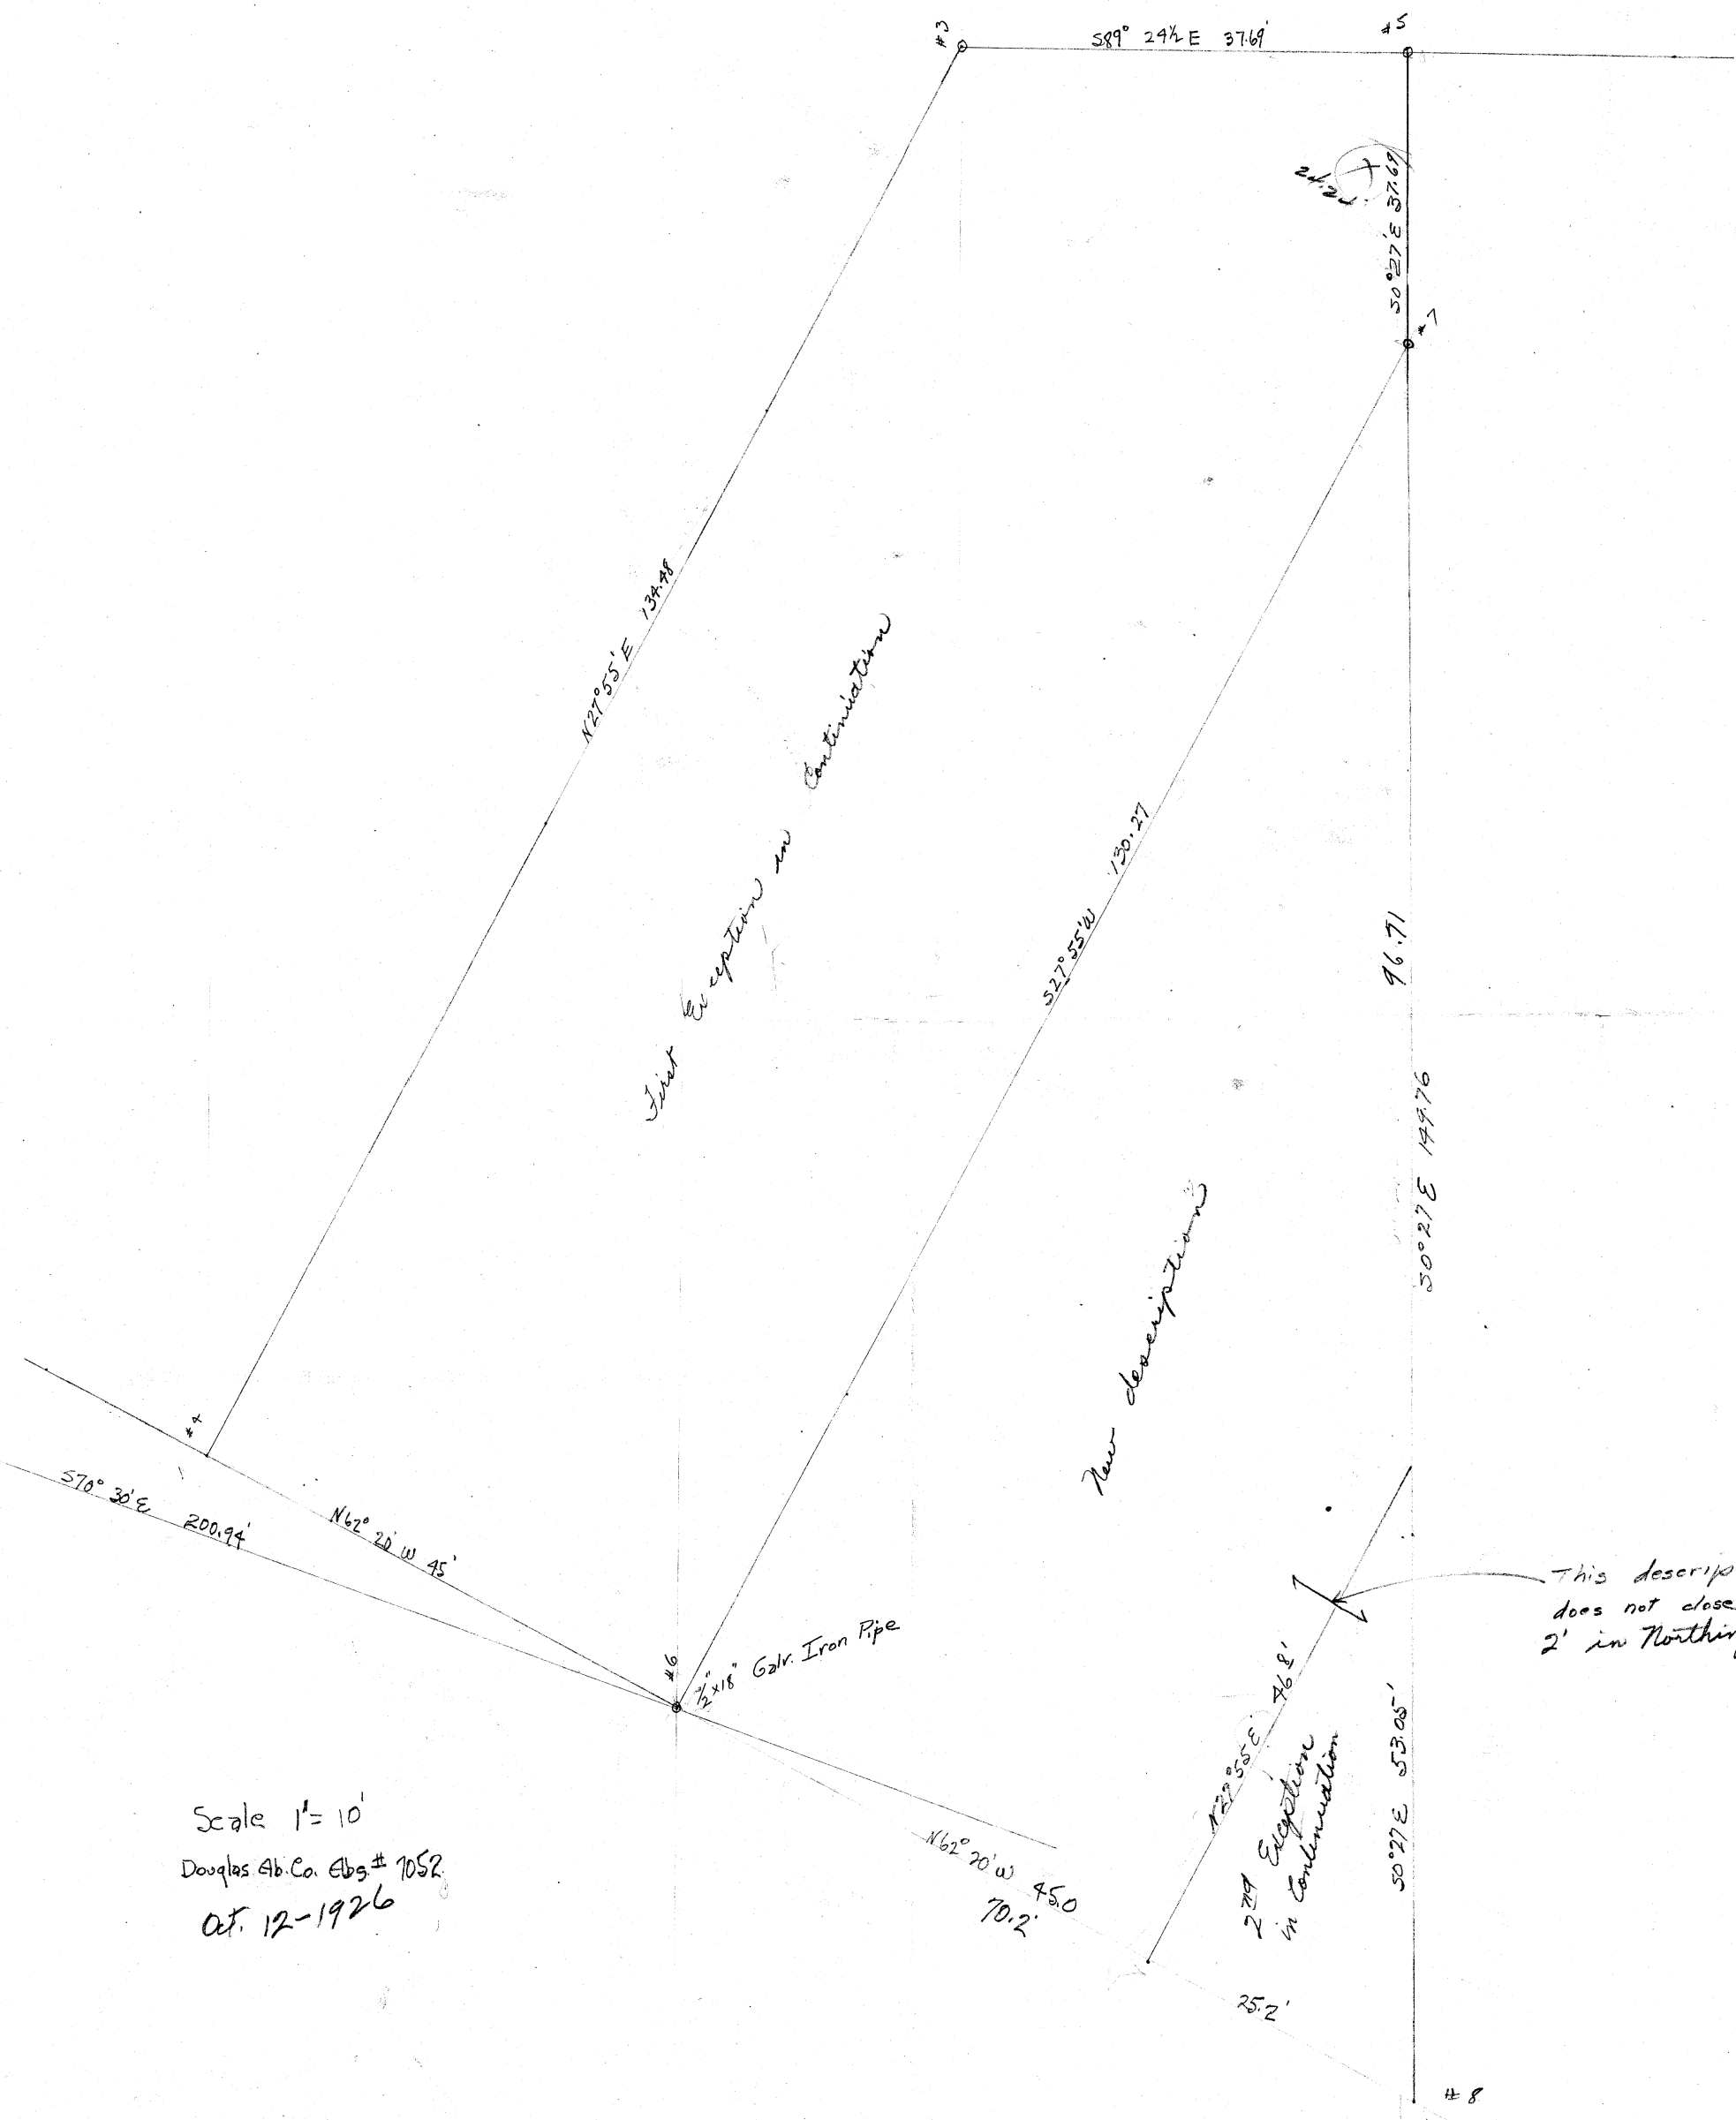 #3
S89° 24½ E 37.69'
#5
24.24
S0°27'E 37.69
#7
N27°55'E 134.48
First Exception in Continuation
S27°55'W 130.27
96.71
S0°27'E 149.76
New description
#4
S70° 30'E 200.94'
N62° 20' W 45'
#6
½"x18" Galv. Iron Pipe
This descrip
does not close
2' in Northin
N27°55'E 46.8'
2nd Exception
in Continuation
S0°27'E 53.05'
N62° 20' W 45.0
70.2'
25.2'
#8
Scale 1"= 10'
Douglas Ab. Co. Abs. # 7052
Oct. 12-1926